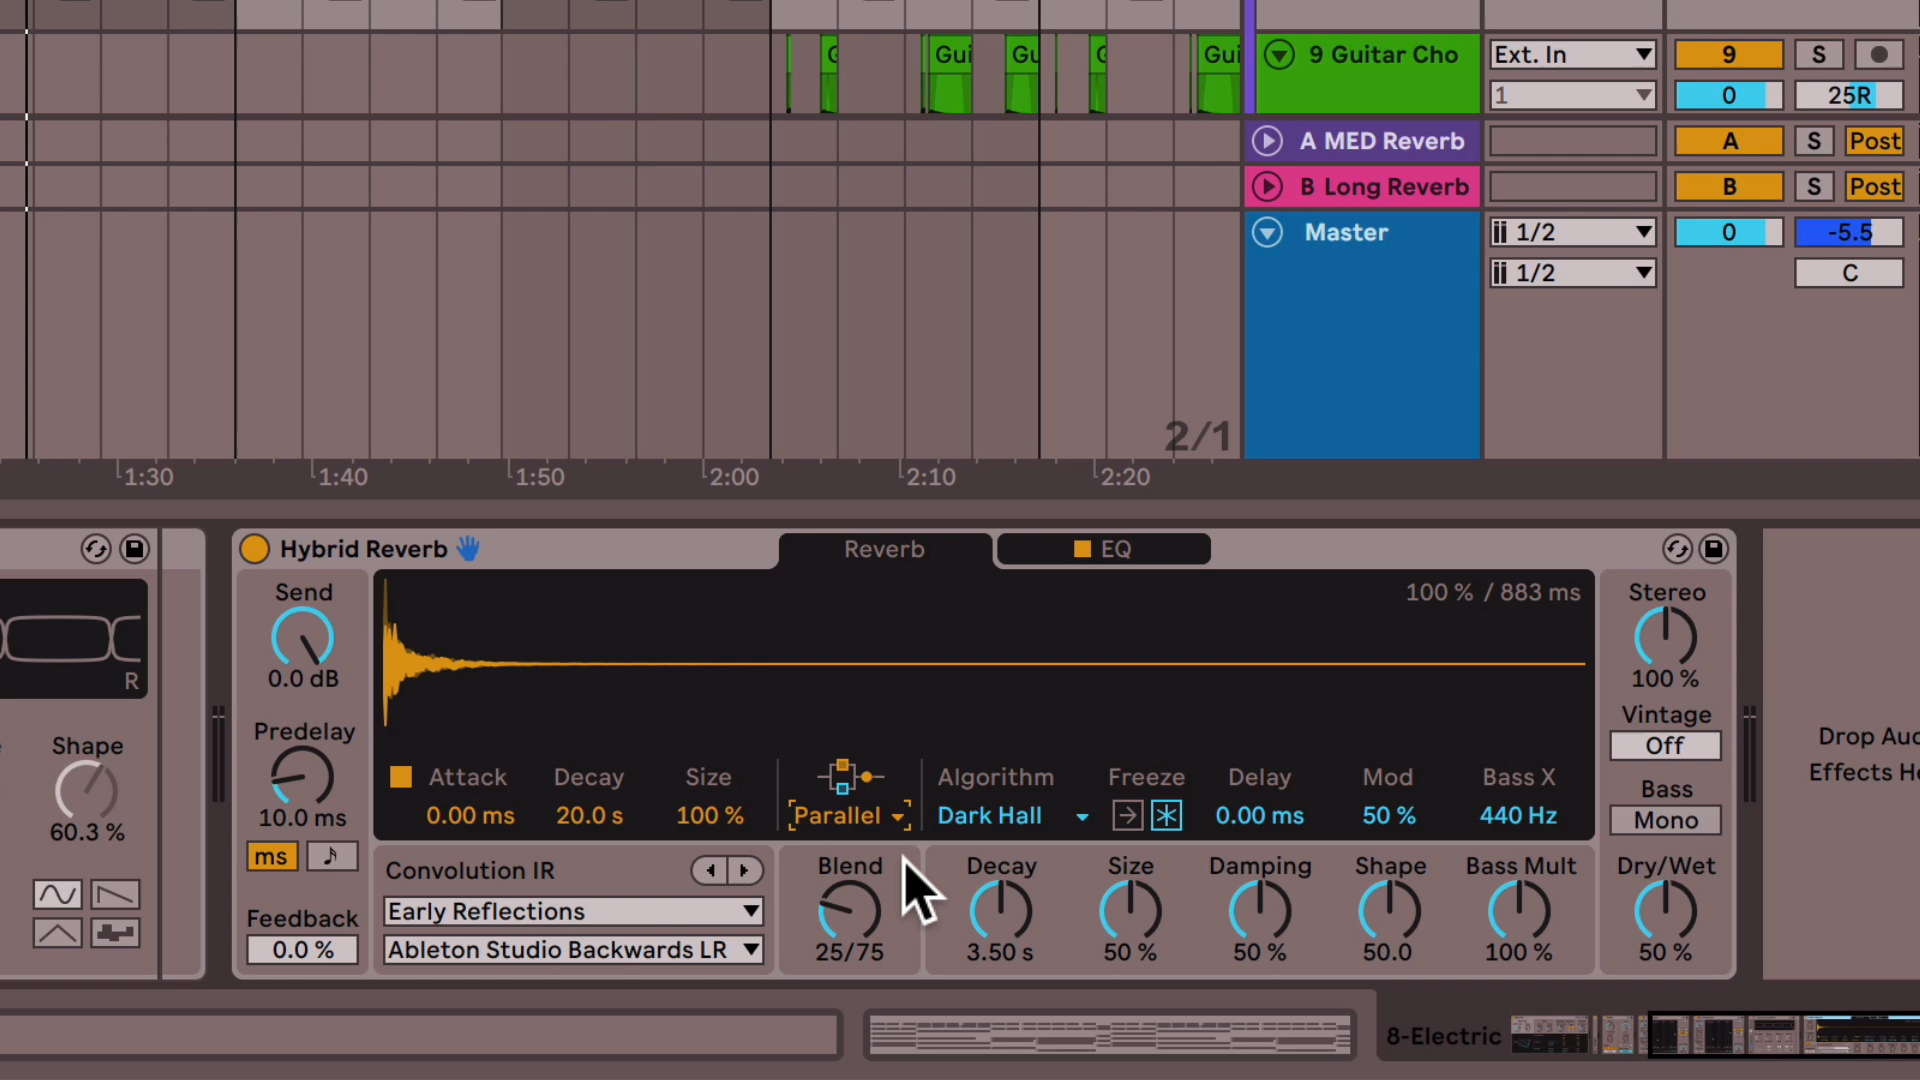 Gui
Gu
Gui
9 Guitar Cho
Ext. In
9
S
1
0
25R
A MED Reverb
A
S
Post
B Long Reverb
B
S
Post
Master
1/2
0
-5.5
1/2
C
2/1
1:30
1:40
1:50
2:00
2:10
2:20
Hybrid Reverb
Reverb
EQ
Send
0.0 dB
100 % / 883 ms
Stereo
100 %
R
Predelay
10.0 ms
ms
Vintage
Off
Shape
60.3 %
Attack
Decay
Size
Algorithm
Freeze
Delay
Mod
Bass X
0.00 ms
20.0 s
100 %
Parallel
Dark Hall
0.00 ms
50 %
440 Hz
Bass
Mono
Drop Aud
Effects He
Feedback
0.0 %
Convolution IR
Early Reflections
Ableton Studio Backwards LR
Blend
25/75
Decay
3.50 s
Size
50 %
Damping
50 %
Shape
50.0
Bass Mult
100 %
Dry/Wet
50 %
8-Electric